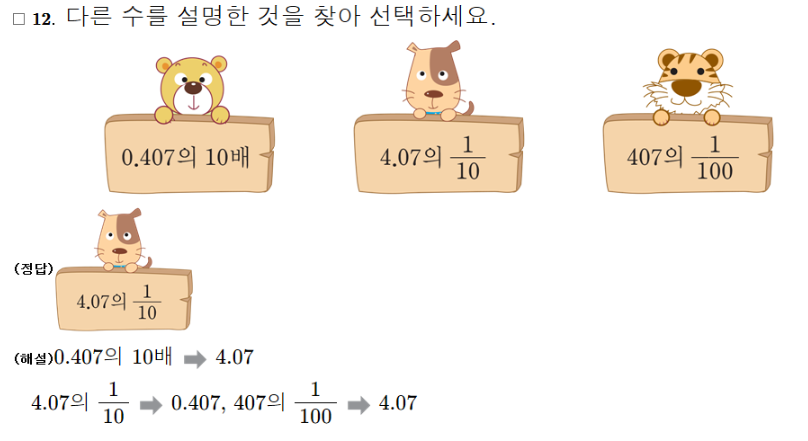 □ 12. 다른 수를 설명한 것을 찾아 선택하세요.
0.407의 10배
4.07의 1/10
407의 1/100
(정답)
4.07의 1/10
(해설)0.407의 10배 ➡ 4.07
4.07의 1/10 ➡ 0.407, 407의 1/100 ➡ 4.07